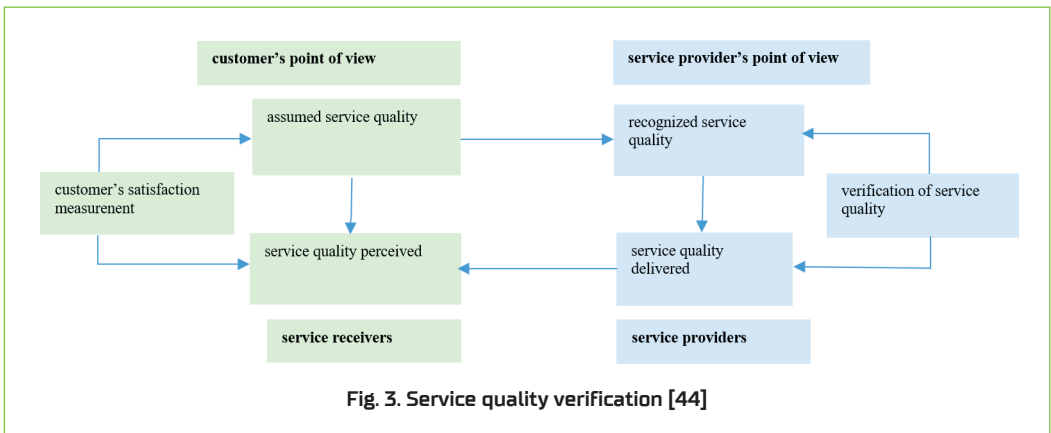 customer’s point of view
service provider’s point of view
assumed service quality
recognized service
quality
customer’s satisfaction
measurenent
verification of service
quality
service quality perceived
service quality
delivered
service receivers
service providers
Fig. 3. Service quality verification [44]